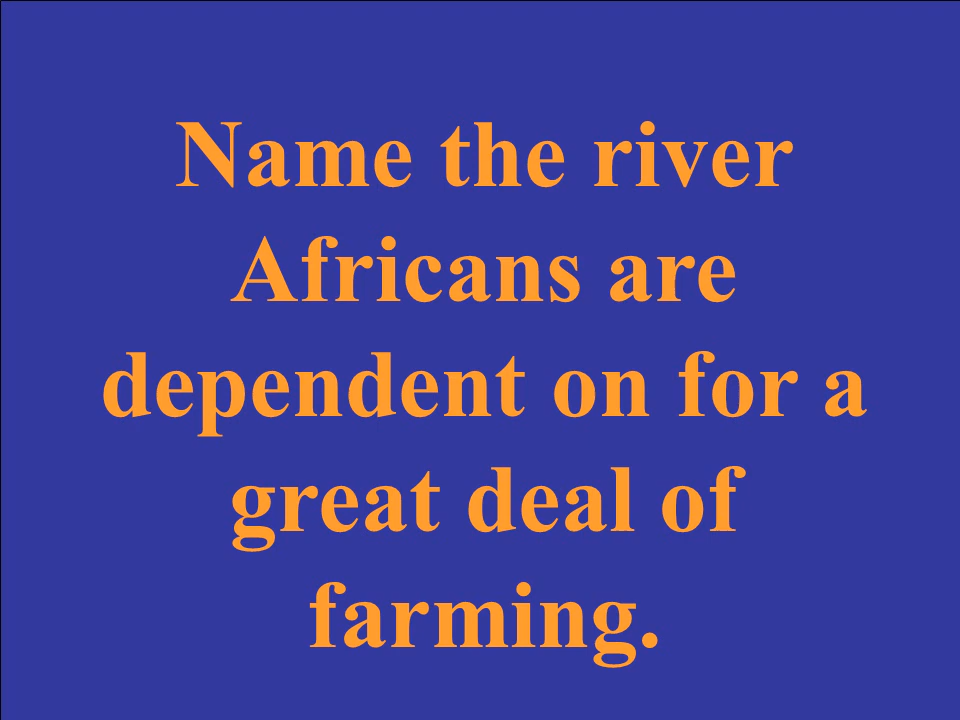 Name the river
Africans are
dependent on for a
great deal of
farming.